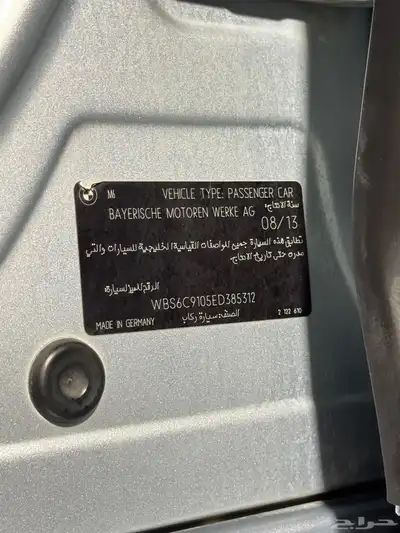 M6 VEHICLE TYPE: PASSENGER CAR
BAYERISCHE MOTOREN WERKE AG سنة الانتاج:
08/13
تطابق هذه السيارة جميع المواصفات القياسية الخليجية للسيارات والتي
صدرت حتى تاريخ الانتاج.
الرقم المميز للسيارة:
WBS6C9105ED385312
الصنف: سيارة ركاب
MADE IN GERMANY 2 122 610
حراج